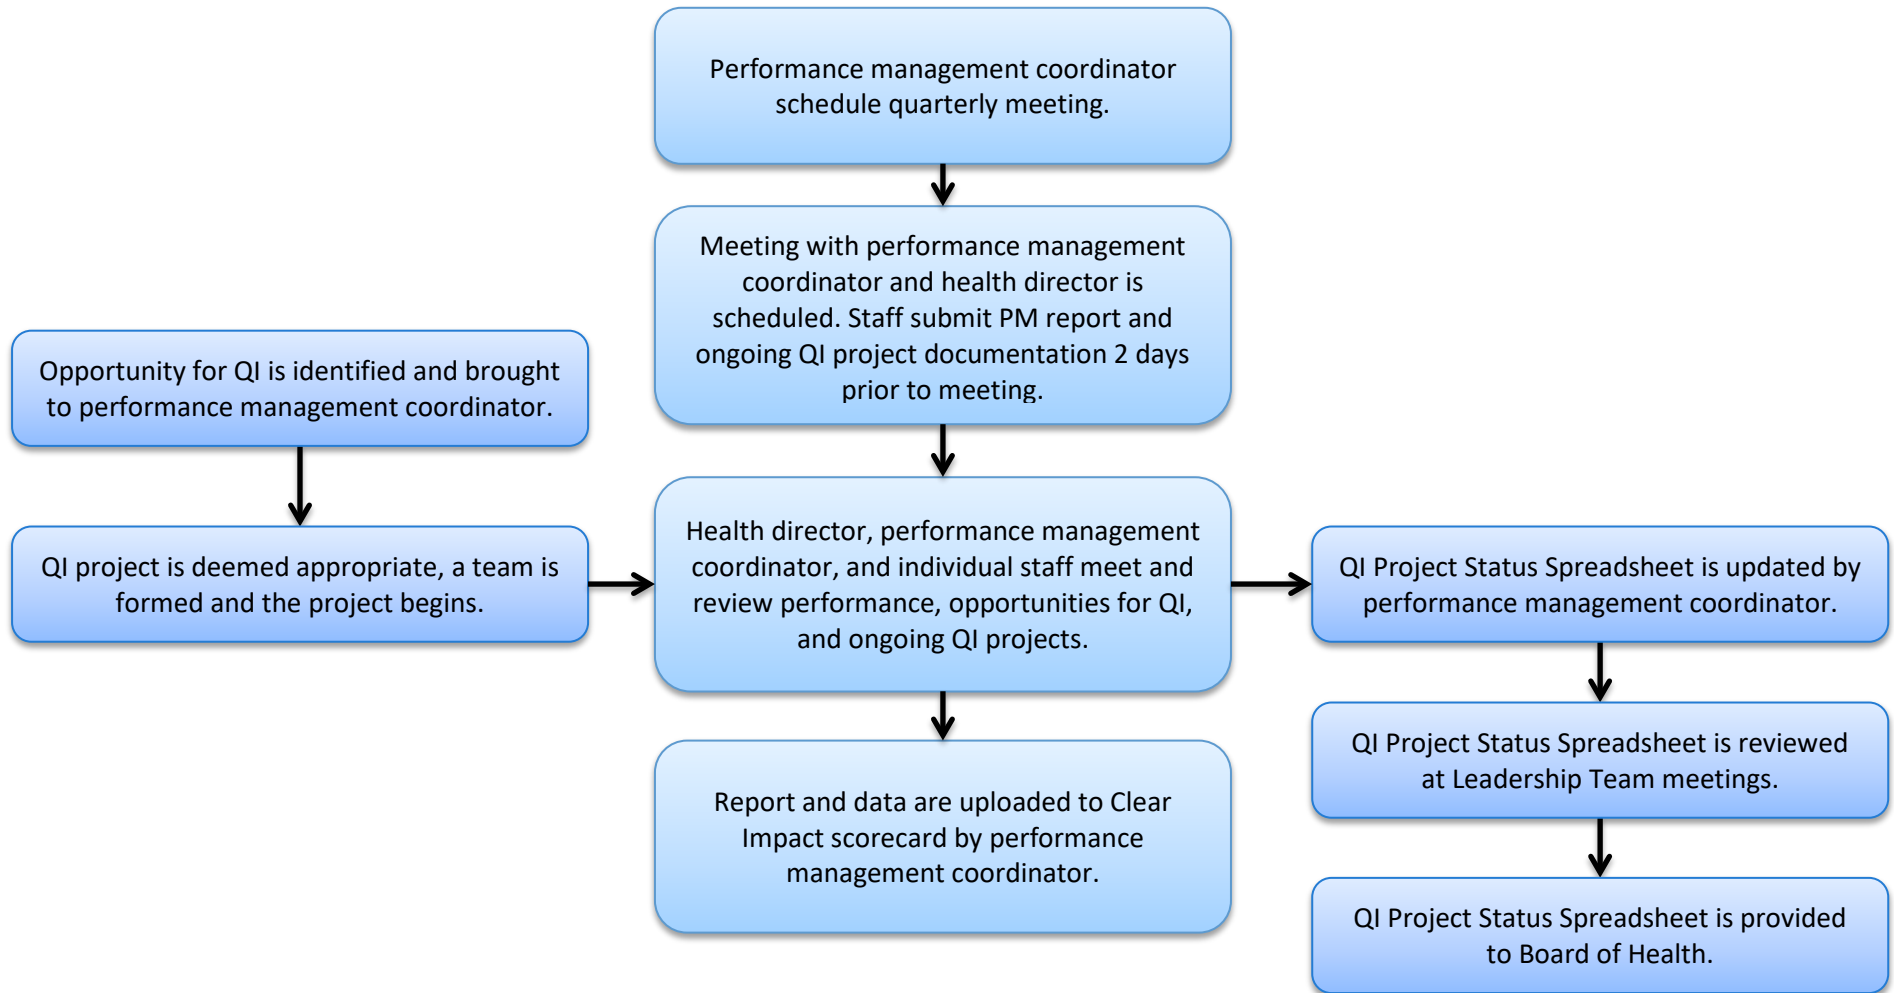 Performance management coordinator
schedule quarterly meeting.
Meeting with performance management
coordinator and health director is
scheduled. Staff submit PM report and
ongoing QI project documentation 2 days
prior to meeting.
Opportunity for QI is identified and brought
to performance management coordinator.
QI project is deemed appropriate, a team is
formed and the project begins.
Health director, performance management
coordinator, and individual staff meet and
review performance, opportunities for QI,
and ongoing QI projects.
Report and data are uploaded to Clear
Impact scorecard by performance
management coordinator.
QI Project Status Spreadsheet is updated by
performance management coordinator.
QI Project Status Spreadsheet is reviewed
at Leadership Team meetings.
QI Project Status Spreadsheet is provided
to Board of Health.